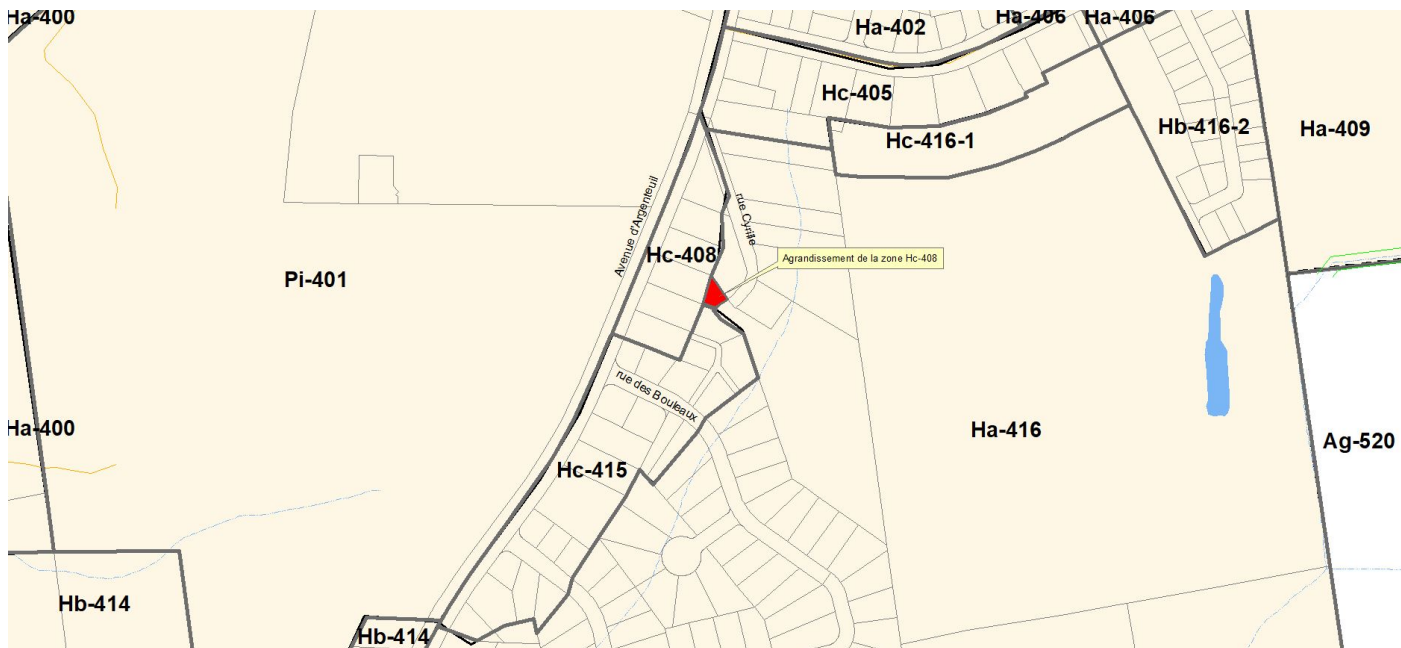 Ha-400
Ha-402
Ha-406
Ha-406
Hc-405
Hc-416-1
Hb-416-2
Ha-409
Avenue d'Argenteuil
rue Cyrille
Hc-408
Agrandissement de la zone Hc-408
Pi-401
rue des Bouleaux
Ha-400
Ha-416
Ag-520
Hc-415
Hb-414
Hb-414